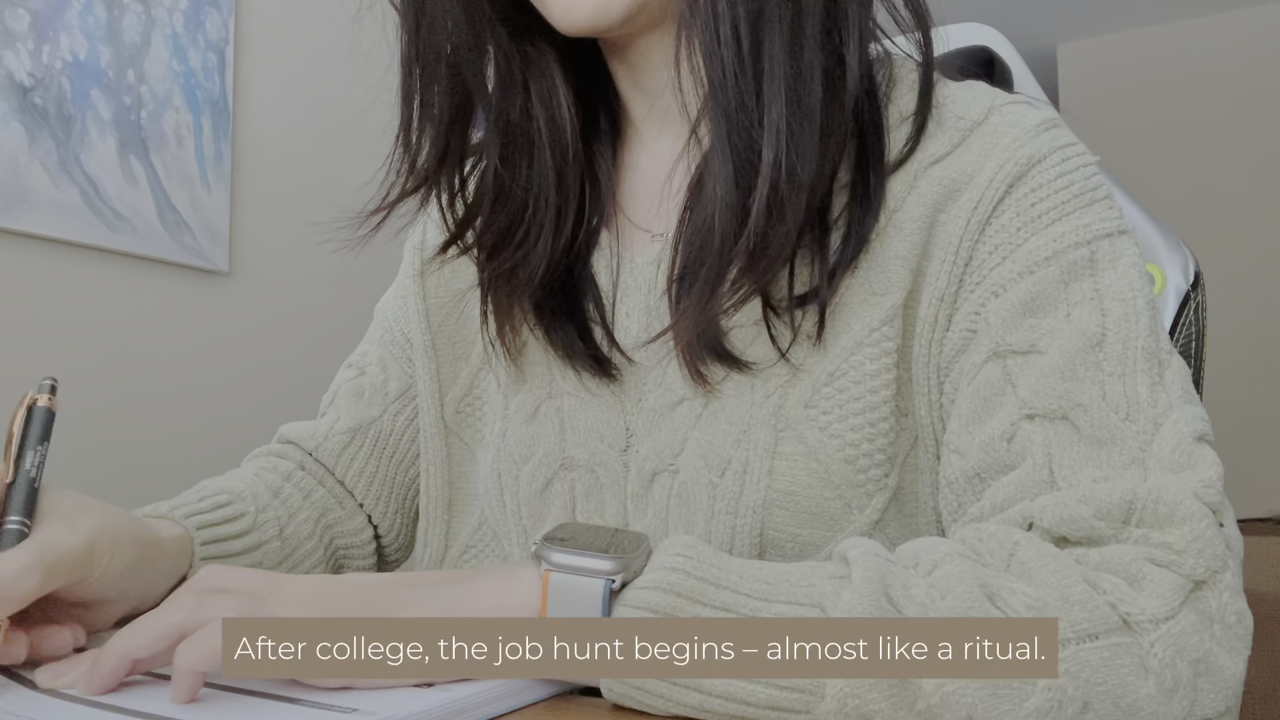 After college, the job hunt begins – almost like a ritual.